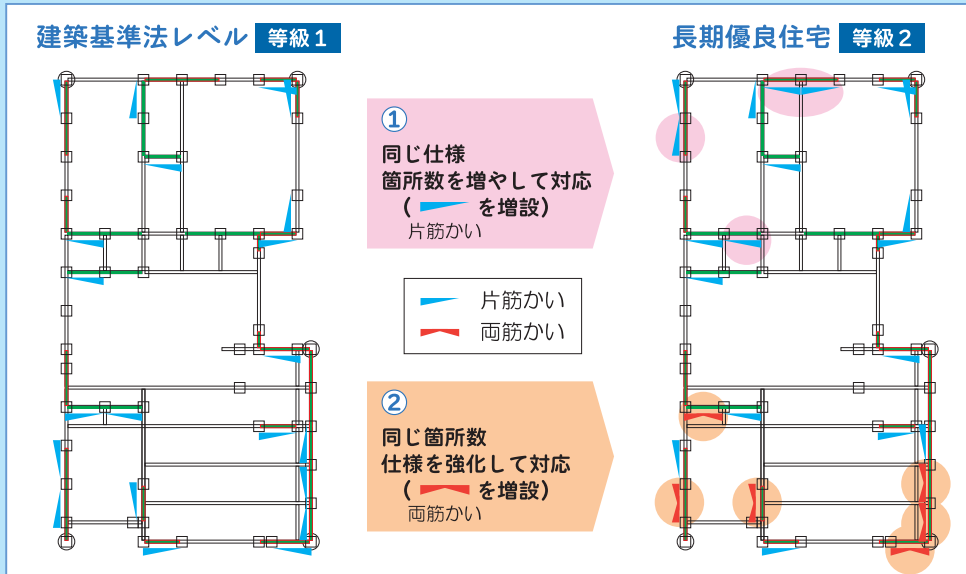 建築基準法レベル 等級1
長期優良住宅 等級2
①
同じ仕様
箇所数を増やして対応
( を増設)
片筋かい
片筋かい
両筋かい
②
同じ箇所数
仕様を強化して対応
( を増設)
両筋かい